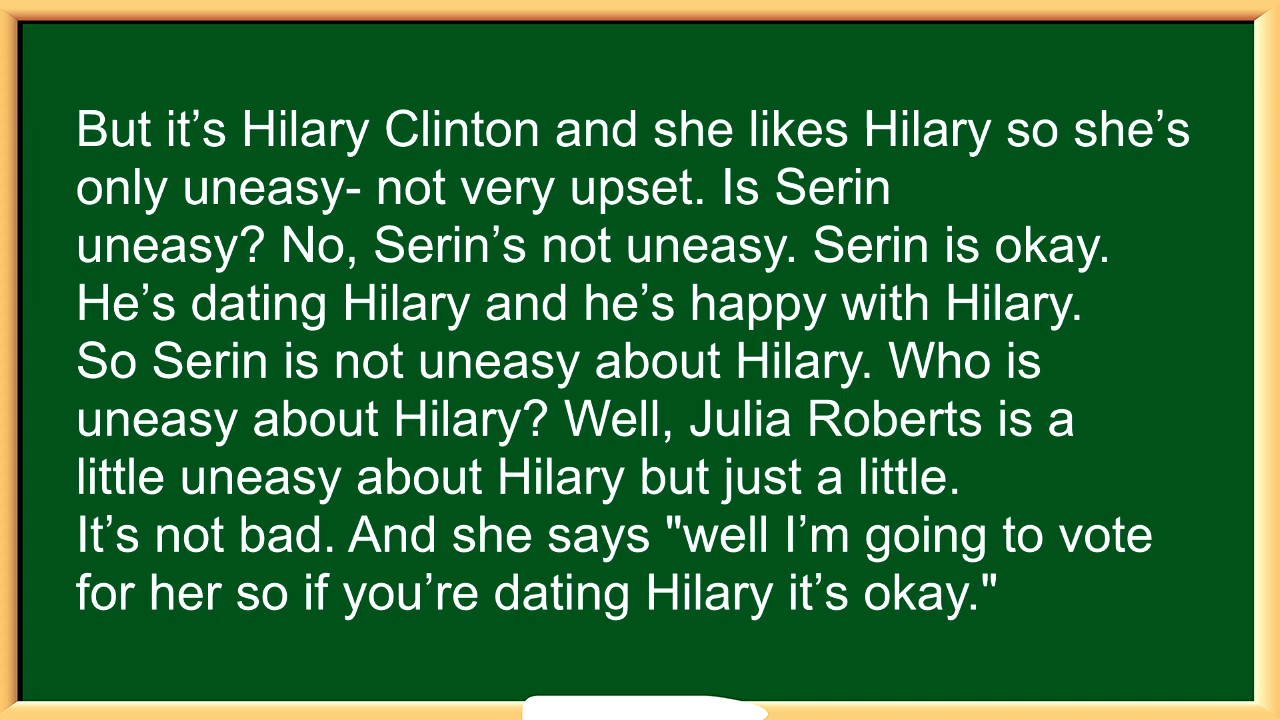 But it’s Hilary Clinton and she likes Hilary so she’s
only uneasy- not very upset. Is Serin
uneasy? No, Serin’s not uneasy. Serin is okay.
He’s dating Hilary and he’s happy with Hilary.
So Serin is not uneasy about Hilary. Who is
uneasy about Hilary? Well, Julia Roberts is a
little uneasy about Hilary but just a little.
It’s not bad. And she says "well I’m going to vote
for her so if you’re dating Hilary it’s okay."